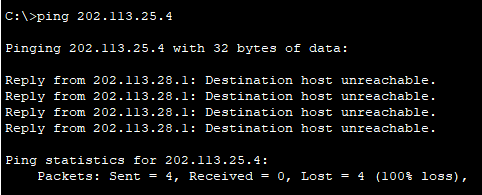 C:\>ping 202.113.25.4
Pinging 202.113.25.4 with 32 bytes of data:
Reply from 202.113.28.1: Destination host unreachable.
Reply from 202.113.28.1: Destination host unreachable.
Reply from 202.113.28.1: Destination host unreachable.
Reply from 202.113.28.1: Destination host unreachable.
Ping statistics for 202.113.25.4:
    Packets: Sent = 4, Received = 0, Lost = 4 (100% loss),